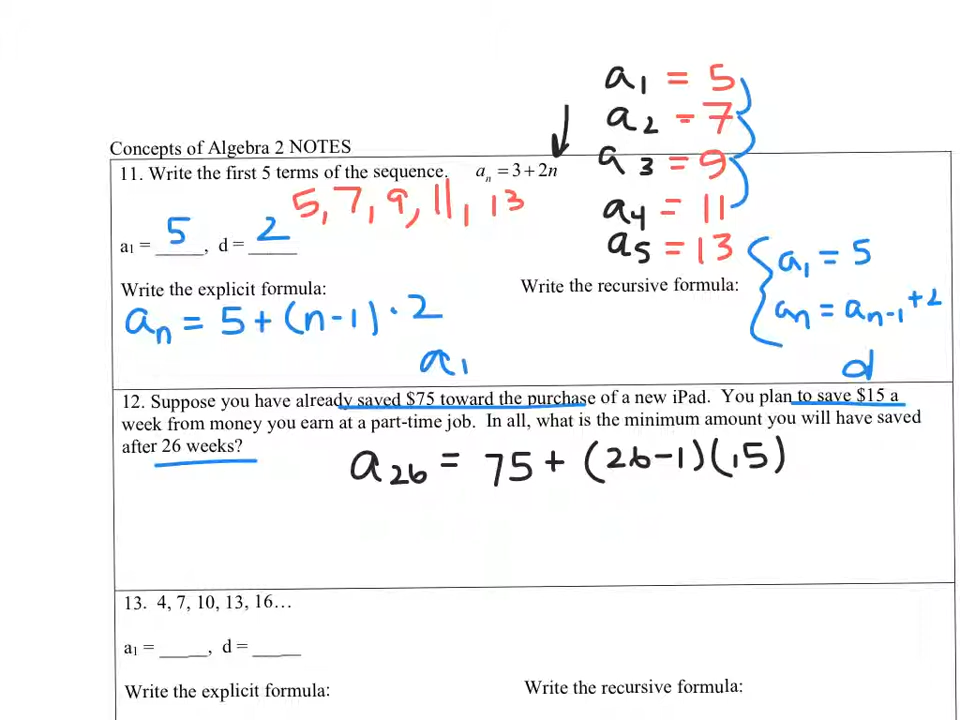 a1 = 5
a2 = 7
Concepts of Algebra 2 NOTES
a3 = 9
11. Write the first 5 terms of the sequence. an = 3 + 2n
5, 7, 9, 11, 13
a4 = 11
a1 = 5, d = 2
a5 = 13
a1 = 5
Write the explicit formula:
Write the recursive formula:
an = 5 + (n-1) · 2
an = an-1 + 2
a1
d
12. Suppose you have already saved $75 toward the purchase of a new iPad. You plan to save $15 a
week from money you earn at a part-time job. In all, what is the minimum amount you will have saved
after 26 weeks?
a26 = 75 + (26-1)(15)
13. 4, 7, 10, 13, 16…
a1 = _____, d = _____
Write the explicit formula:
Write the recursive formula: